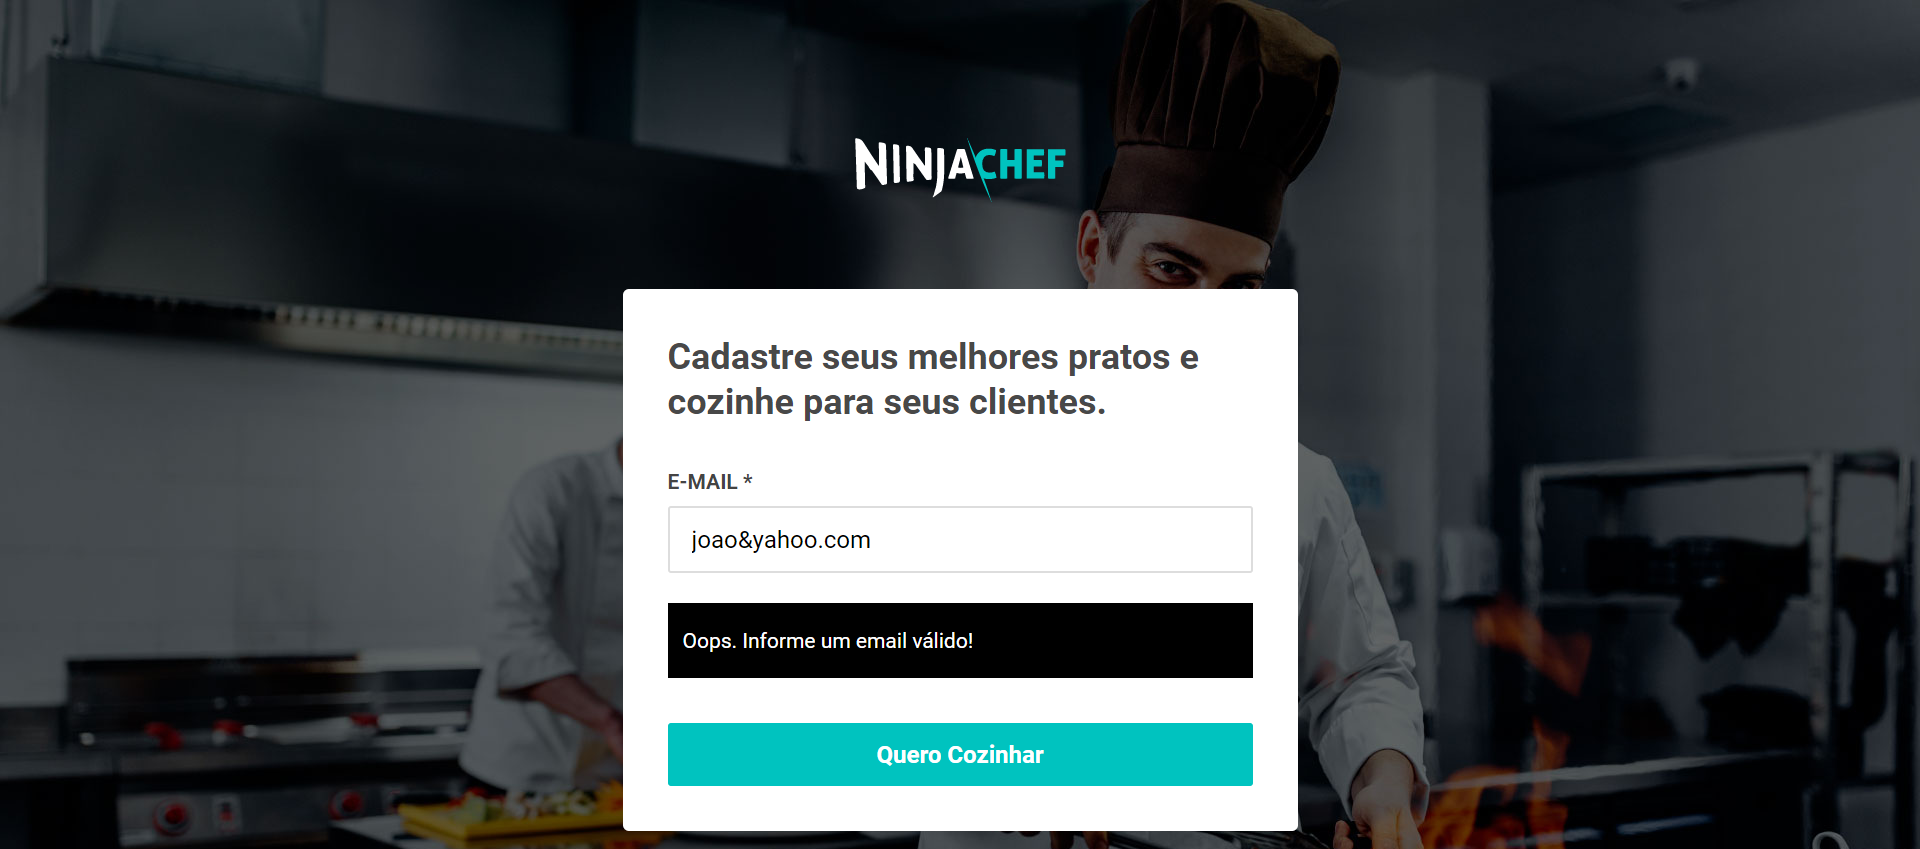 NINJACHEF
Cadastre seus melhores pratos e
cozinhe para seus clientes.
E-MAIL *
joao&yahoo.com
Oops. Informe um email válido!
Quero Cozinhar